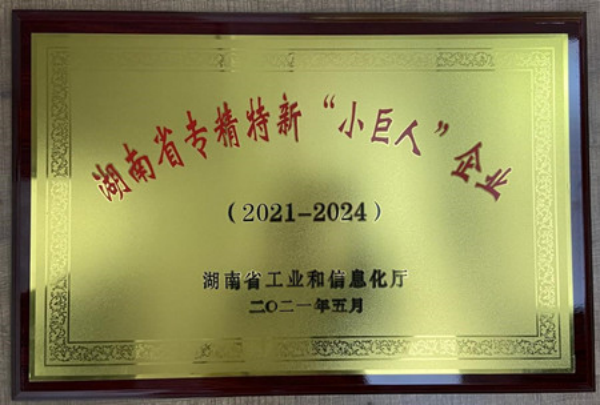 湖南省专精特新“小巨人”企业
（2021-2024）
湖南省工业和信息化厅
二〇二一年五月